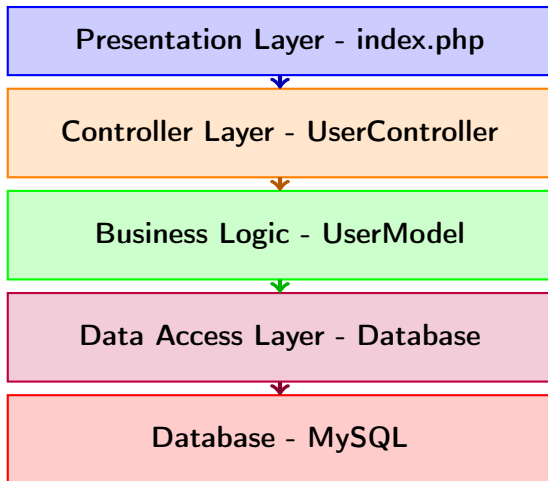 Presentation Layer - index.php
Controller Layer - UserController
Business Logic - UserModel
Data Access Layer - Database
Database - MySQL